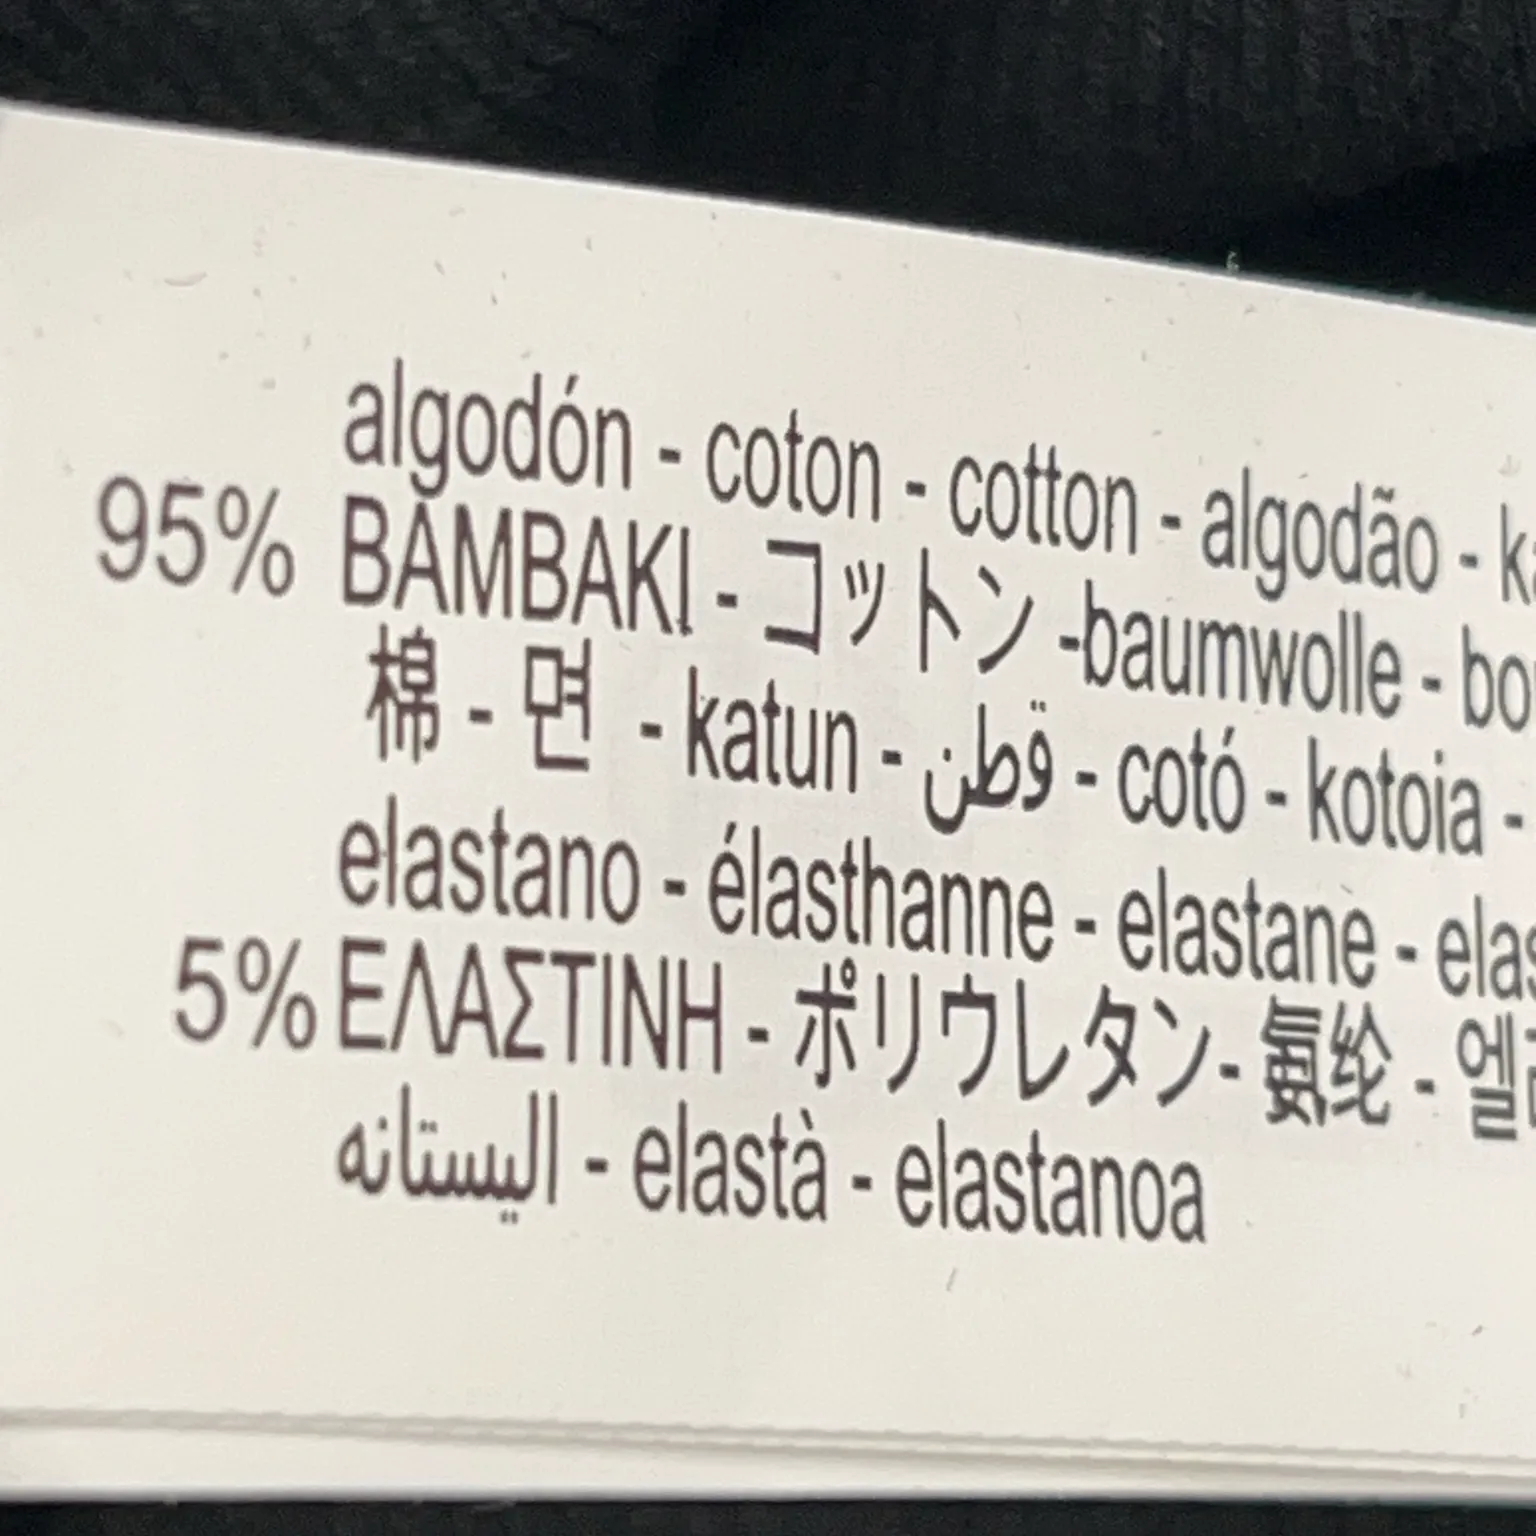 algodón - coton - cotton - algodão -
95% BAMBAKI - コットン -baumwolle -
棉 - 면 - katun - قطن - cotó - kotoia -
elastano - élasthanne - elastane -
5% ΕΛΑΣΤΙΝΗ - ポリウレタン- 氨纶 - 엘
اليستانه - elastà - elastanoa